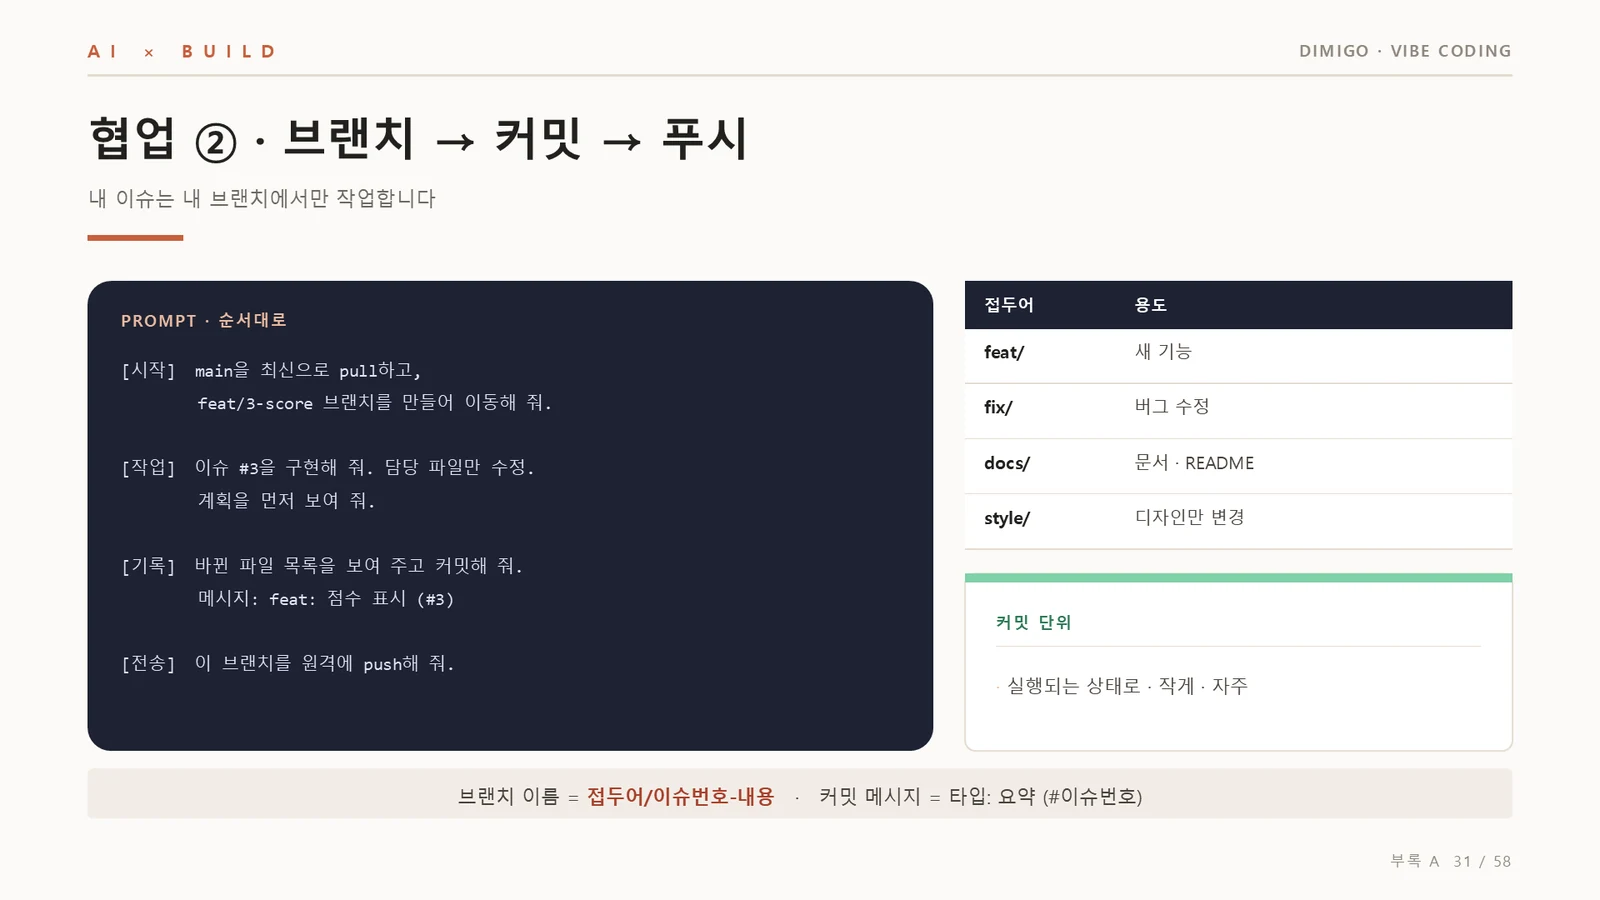 AI × BUILD
DIMIGO · VIBE CODING
협업 ② · 브랜치 → 커밋 → 푸시
내 이슈는 내 브랜치에서만 작업합니다
PROMPT · 순서대로
[시작] main을 최신으로 pull하고,
feat/3-score 브랜치를 만들어 이동해 줘.
[작업] 이슈 #3을 구현해 줘. 담당 파일만 수정.
계획을 먼저 보여 줘.
[기록] 바뀐 파일 목록을 보여 주고 커밋해 줘.
메시지: feat: 점수 표시 (#3)
[전송] 이 브랜치를 원격에 push해 줘.
접두어 용도
feat/ 새 기능
fix/ 버그 수정
docs/ 문서 · README
style/ 디자인만 변경
커밋 단위
· 실행되는 상태로 · 작게 · 자주
브랜치 이름 = 접두어/이슈번호-내용 · 커밋 메시지 = 타입: 요약 (#이슈번호)
부록 A 31 / 58